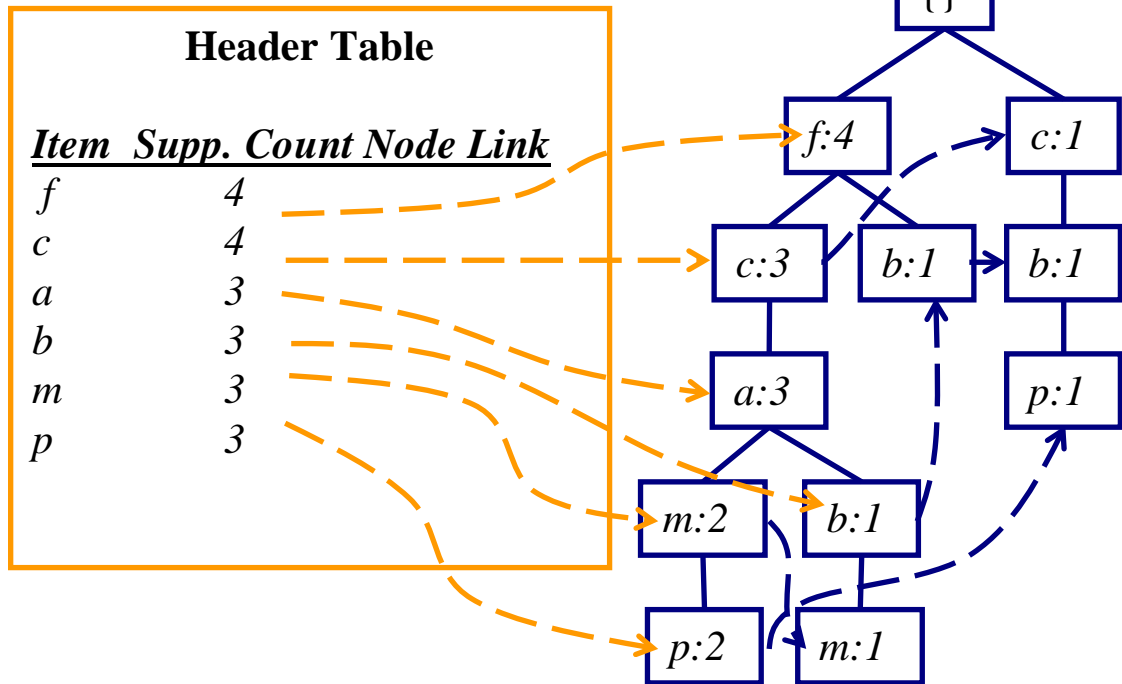 {}
Header Table
Item Supp. Count Node Link
f 4
c 4
a 3
b 3
m 3
p 3
f:4 c:1
c:3 b:1 b:1
a:3 p:1
m:2 b:1
p:2 m:1